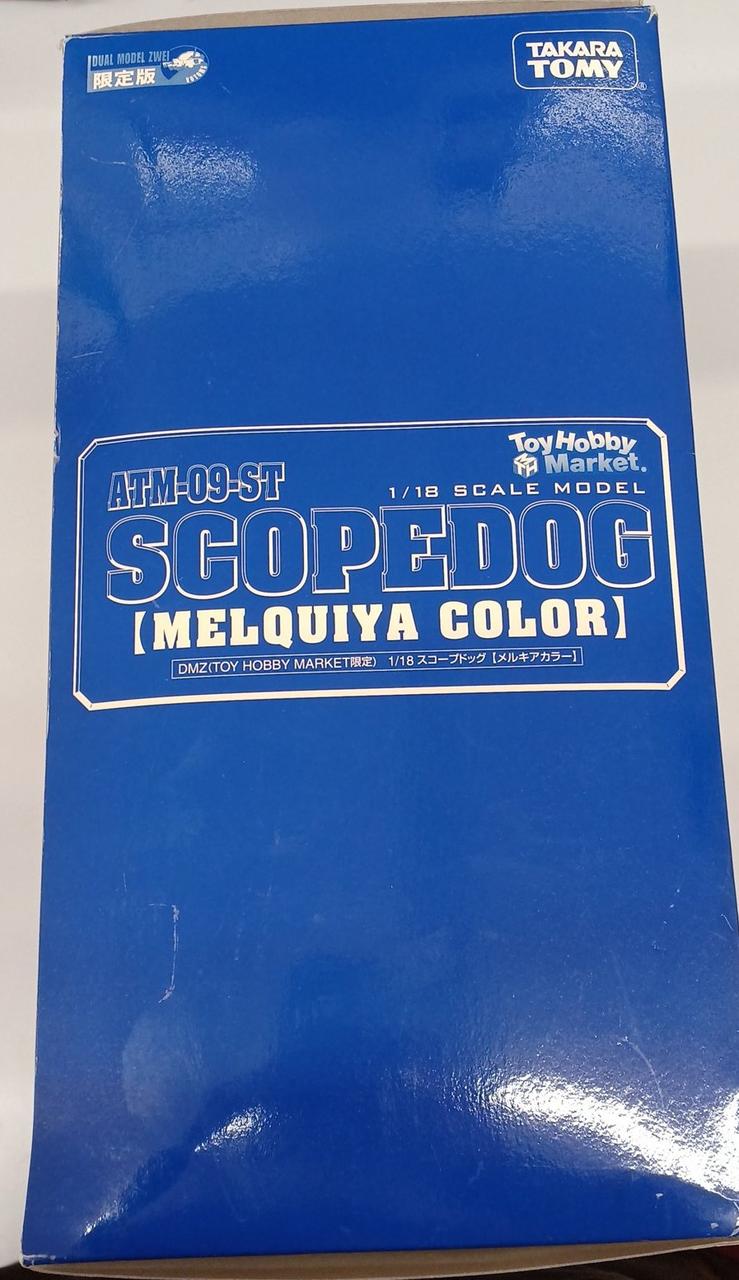 DUAL MODEL ZWEI
限定版
TAKARA
TOMY
Toy Hobby
Market.
ATM-09-ST
1/18 SCALE MODEL
SCOPEDOG
【MELQUIYA COLOR】
DMZ(TOY HOBBY MARKET限定) 1/18 スコープドッグ【メルキアカラー】